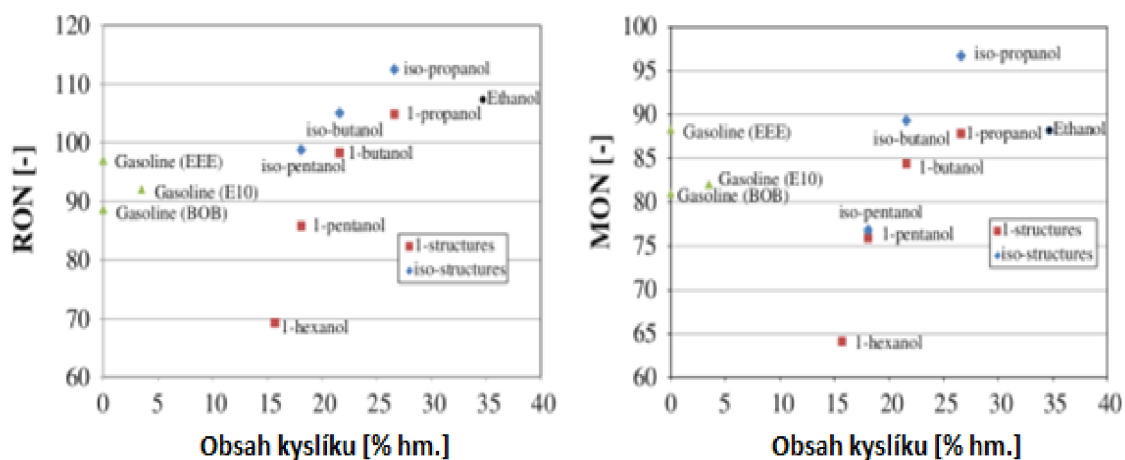 120
110
100
90
80
70
60
RON [-]
iso-propanol
Ethanol
1-propanol
iso-butanol
1-butanol
iso-pentanol
Gasoline (EEE)
Gasoline (E10)
Gasoline (BOB)
1-pentanol
1-structures
iso-structures
1-hexanol
0 5 10 15 20 25 30 35 40
Obsah kyslíku [% hm.]
100
95
90
85
80
75
70
65
60
MON [-]
iso-propanol
Gasoline (EEE)
iso-butanol
1-propanol
Ethanol
1-butanol
Gasoline (E10)
Gasoline (BOB)
iso-pentanol
1-pentanol
1-structures
iso-structures
1-hexanol
0 5 10 15 20 25 30 35 40
Obsah kyslíku [% hm.]